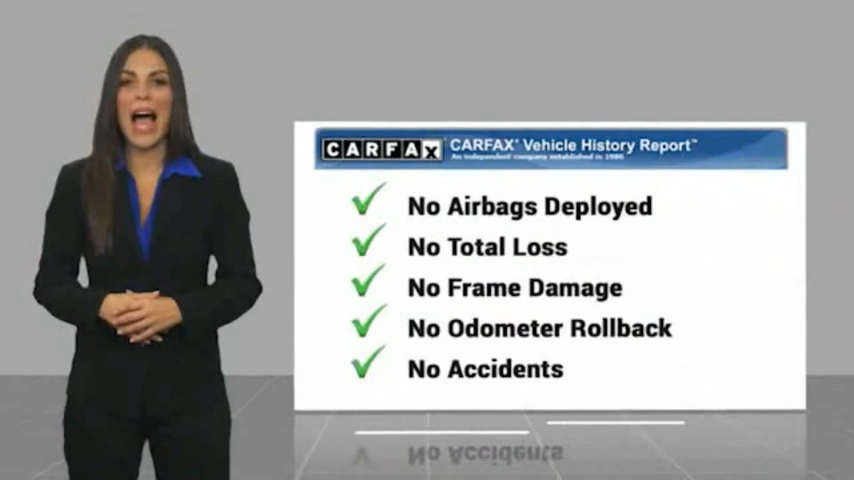 CARFAX CARFAX® Vehicle History Report™
An independent company established in 1986
No Airbags Deployed
No Total Loss
No Frame Damage
No Odometer Rollback
No Accidents
No Accidents